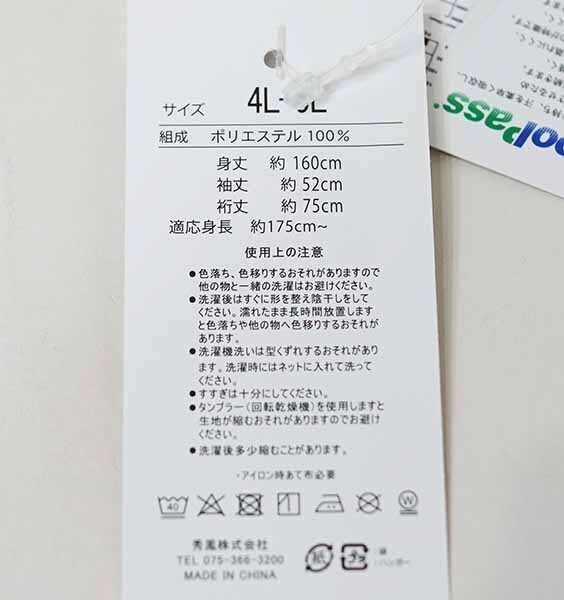 サイズ 4L-
組成 ポリエステル 100%
身丈 約 160cm
袖丈 約 52cm
裄丈 約 75cm
適応身長 約175cm~
使用上の注意
●色落ち、色移りするおそれがありますので
他の物と一緒の洗濯はお避けください。
●洗濯後はすぐに形を整え陰干しをして
ください。濡れたまま長時間放置します
と色落ちや他の物へ色移りするおそれが
あります。
●洗濯機洗いは型くずれするおそれがあり
ます。洗濯時にはネットに入れて洗って
ください。
●すすぎは十分にしてください。
●タンブラー(回転乾燥機)を使用しますと
生地が縮むおそれがありますのでお避け
ください。
●洗濯後多少縮むことがあります。
・アイロン時あて布必要
40 W
秀風株式会社
TEL 075-366-3200
MADE IN CHINA
紙 プラ
:ハンガー
Pass